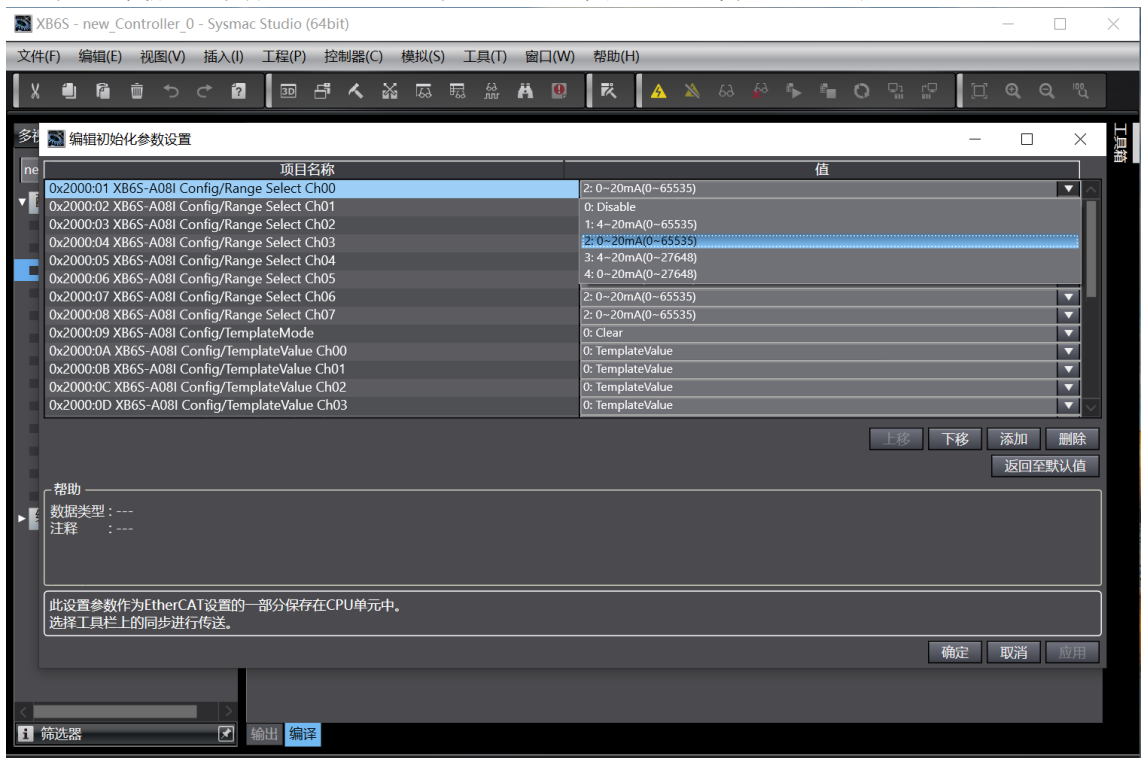 XB6S - new_Controller_0 - Sysmac Studio (64bit)
文件(F) 编辑(E) 视图(V) 插入(I) 工程(P) 控制器(C) 模拟(S) 工具(T) 窗口(W) 帮助(H)
工具箱
编辑初始化参数设置
项目名称 值
0x2000:01 XB6S-A08I Config/Range Select Ch00 2: 0~20mA(0~65535)
0x2000:02 XB6S-A08I Config/Range Select Ch01 0: Disable
0x2000:03 XB6S-A08I Config/Range Select Ch02 1: 4~20mA(0~65535)
0x2000:04 XB6S-A08I Config/Range Select Ch03 2: 0~20mA(0~65535)
0x2000:05 XB6S-A08I Config/Range Select Ch04 3: 4~20mA(0~27648)
0x2000:06 XB6S-A08I Config/Range Select Ch05 4: 0~20mA(0~27648)
0x2000:07 XB6S-A08I Config/Range Select Ch06 2: 0~20mA(0~65535)
0x2000:08 XB6S-A08I Config/Range Select Ch07 2: 0~20mA(0~65535)
0x2000:09 XB6S-A08I Config/TemplateMode 0: Clear
0x2000:0A XB6S-A08I Config/TemplateValue Ch00 0: TemplateValue
0x2000:0B XB6S-A08I Config/TemplateValue Ch01 0: TemplateValue
0x2000:0C XB6S-A08I Config/TemplateValue Ch02 0: TemplateValue
0x2000:0D XB6S-A08I Config/TemplateValue Ch03 0: TemplateValue
上移 下移 添加 删除
返回至默认值
帮助
数据类型 : ---
注释 : ---
此设置参数作为EtherCAT设置的一部分保存在CPU单元中。
选择工具栏上的同步进行传送。
确定 取消 应用
筛选器 输出 编译